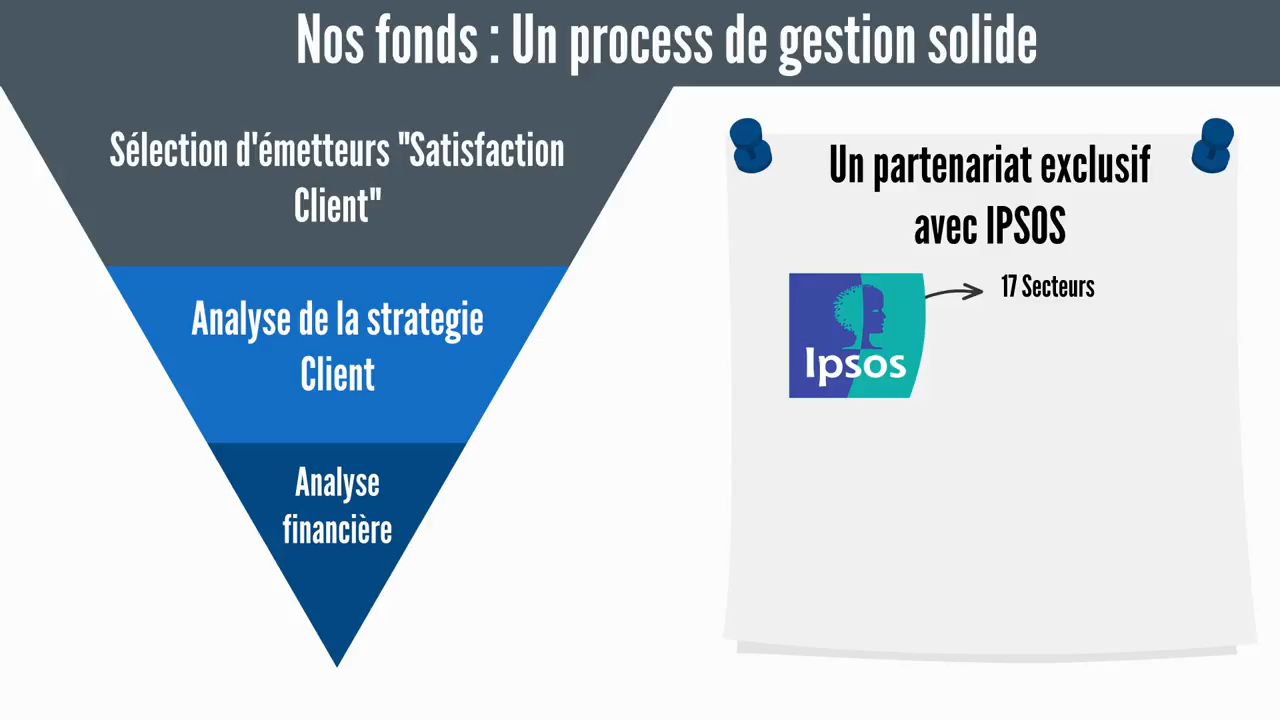 Nos fonds : Un process de gestion solide
Sélection d'émetteurs "Satisfaction
Client"
Analyse de la strategie
Client
Analyse
financière
Un partenariat exclusif
avec IPSOS
17 Secteurs
Ipsos